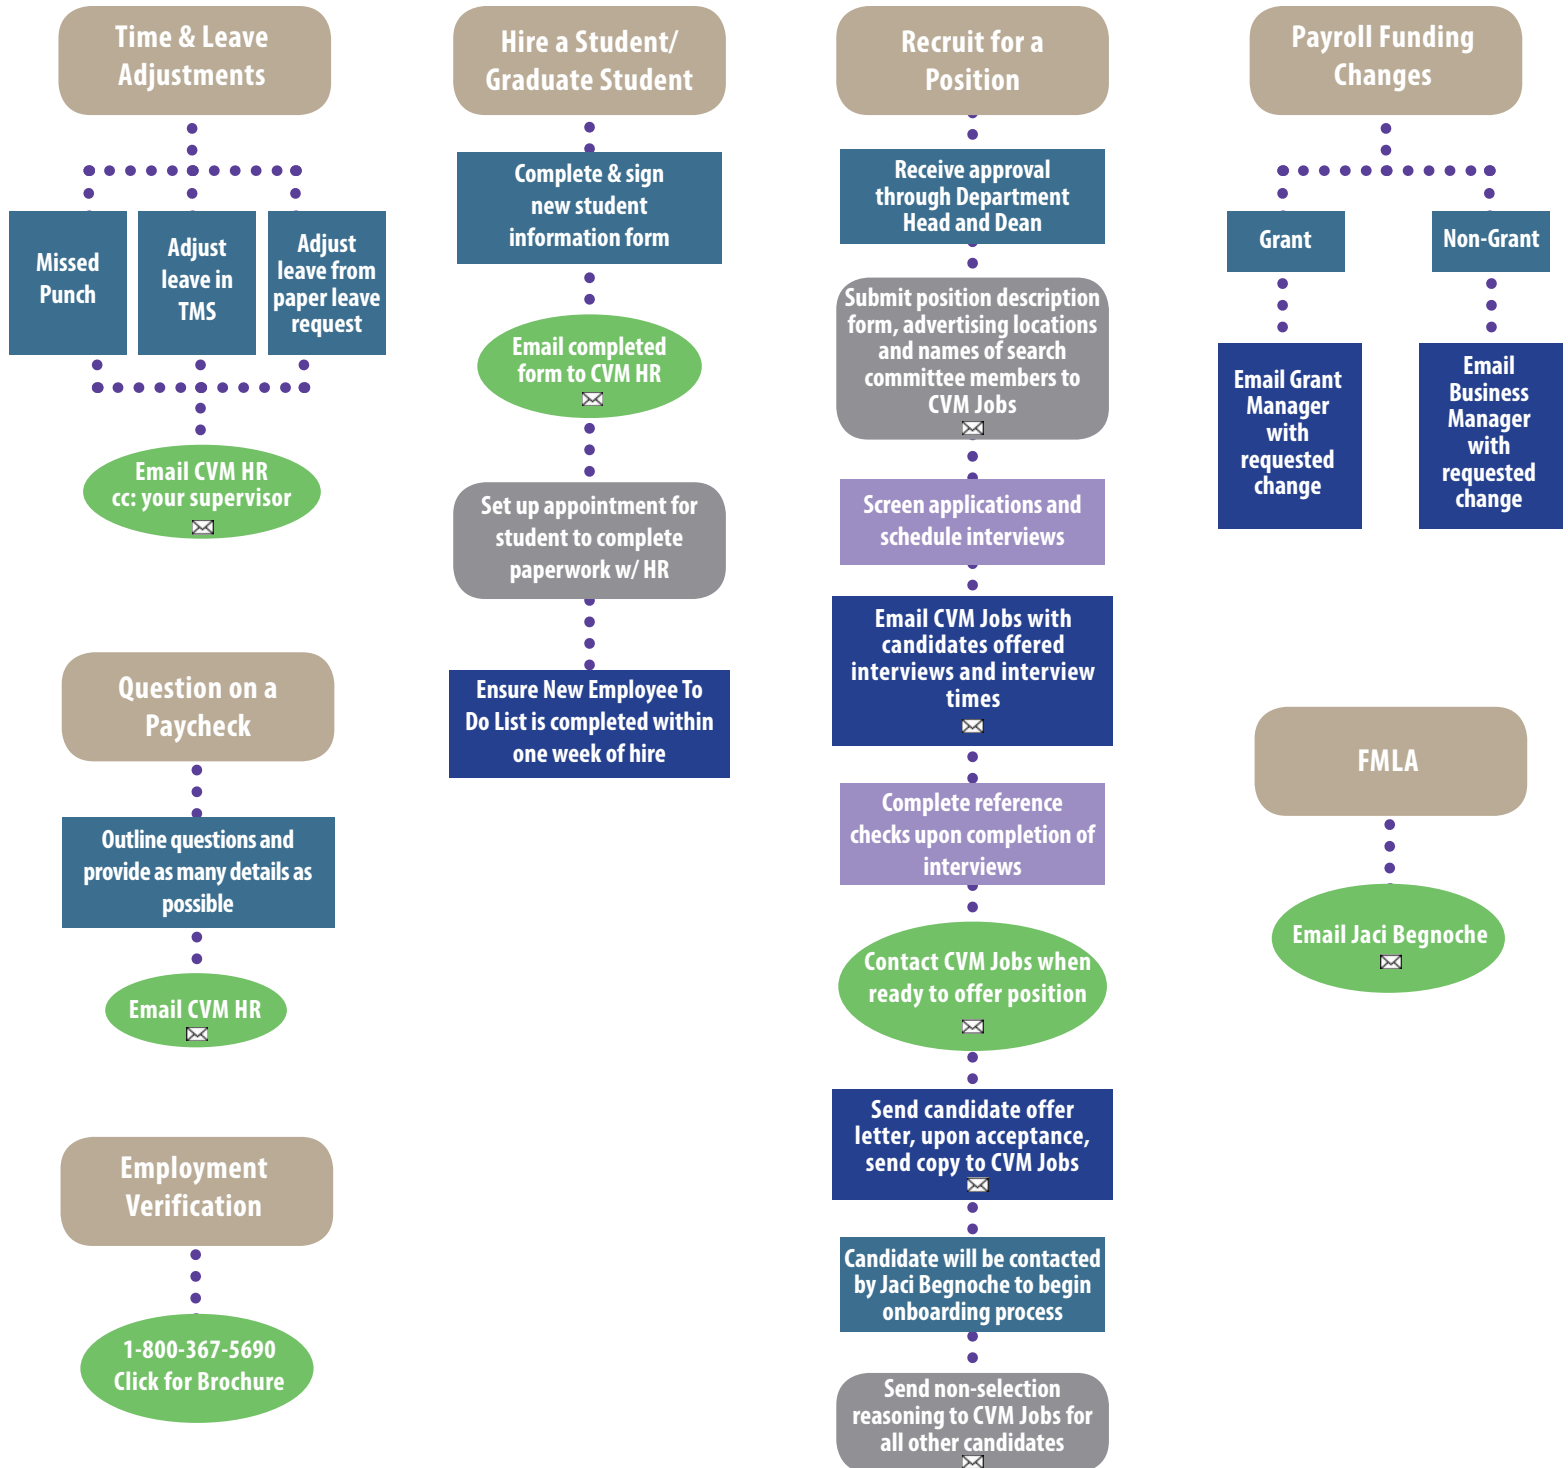 Time & Leave
Adjustments
Missed
Punch
Adjust
leave in
TMS
Adjust
leave from
paper leave
request
Email CVM HR
cc: your supervisor
Question on a
Paycheck
Outline questions and
provide as many details as
possible
Email CVM HR
Employment
Verification
1-800-367-5690
Click for Brochure
Hire a Student/
Graduate Student
Complete & sign
new student
information form
Email completed
form to CVM HR
Set up appointment for
student to complete
paperwork w/ HR
Ensure New Employee To
Do List is completed within
one week of hire
Recruit for a
Position
Receive approval
through Department
Head and Dean
Submit position description
form, advertising locations
and names of search
committee members to
CVM Jobs
Screen applications and
schedule interviews
Email CVM Jobs with
candidates offered
interviews and interview
times
Complete reference
checks upon completion of
interviews
Contact CVM Jobs when
ready to offer position
Send candidate offer
letter, upon acceptance,
send copy to CVM Jobs
Candidate will be contacted
by Jaci Begnoche to begin
onboarding process
Send non-selection
reasoning to CVM Jobs for
all other candidates
Payroll Funding
Changes
Grant
Non-Grant
Email Grant
Manager
with
requested
change
Email
Business
Manager
with
requested
change
FMLA
Email Jaci Begnoche